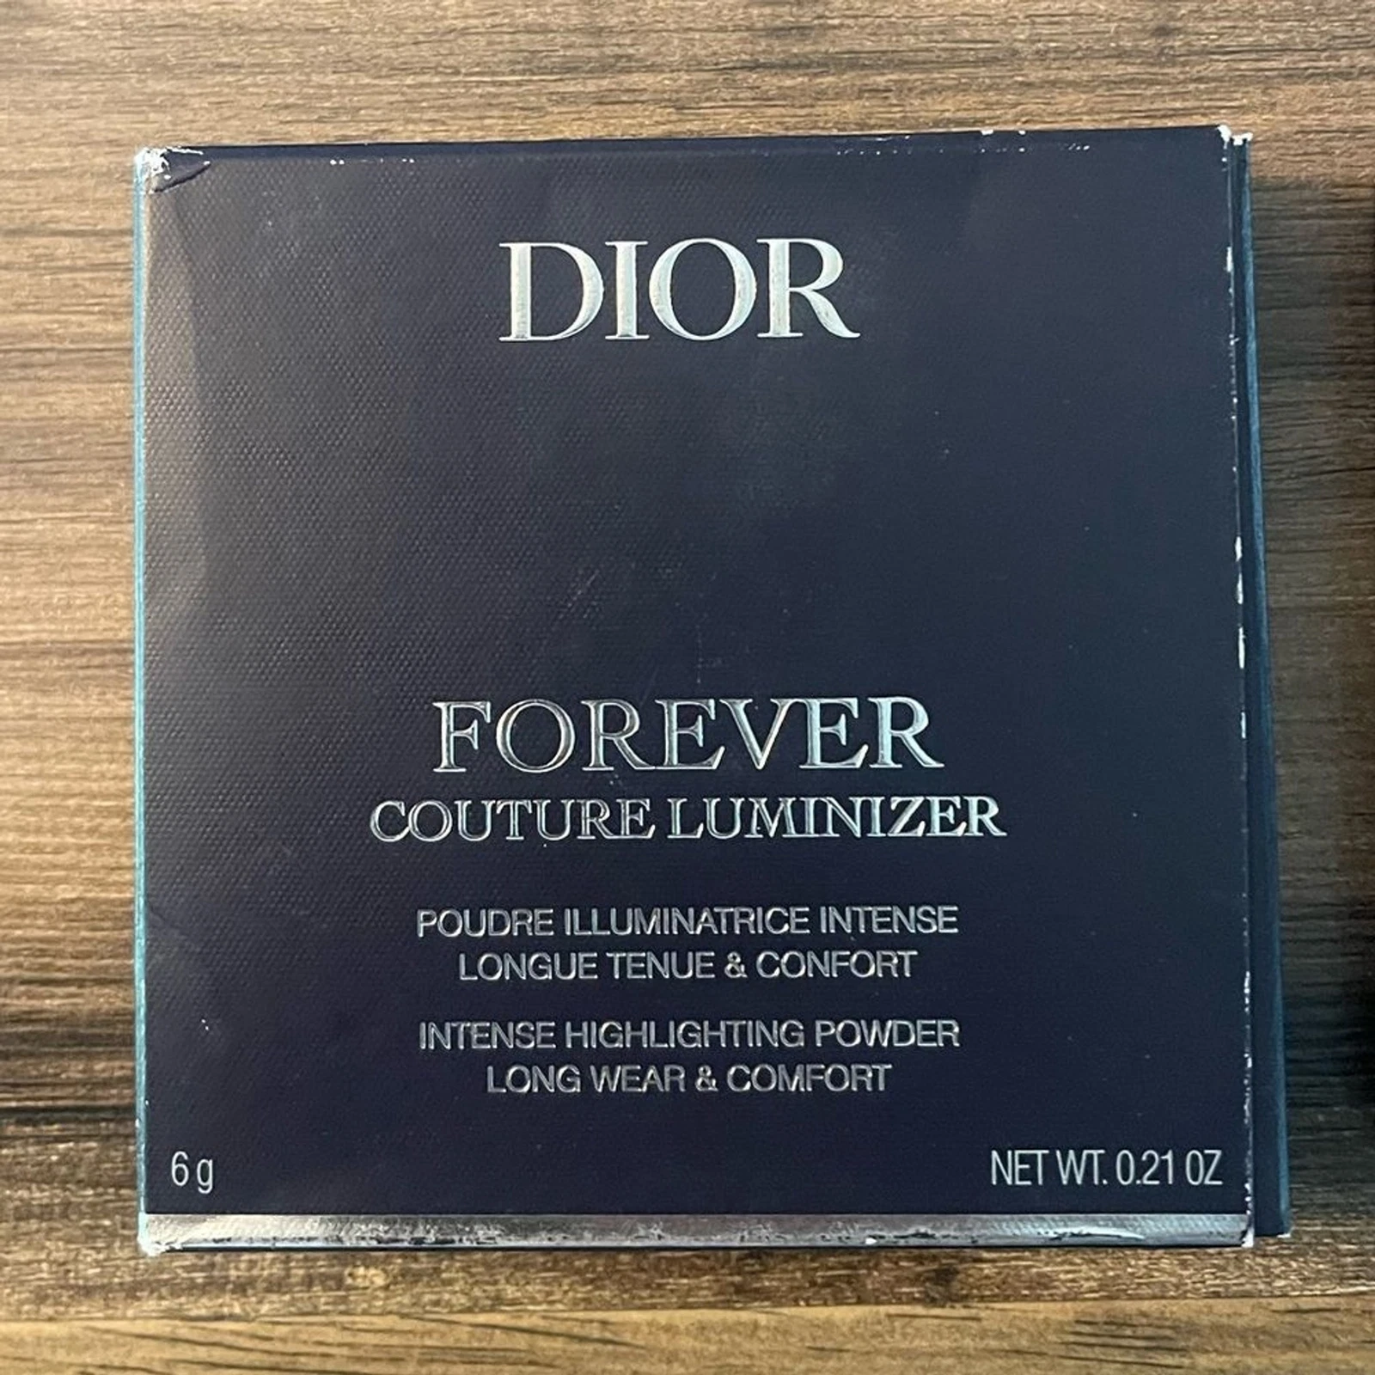 DIOR
FOREVER
COUTURE LUMINIZER
POUDRE ILLUMINATRICE INTENSE
LONGUE TENUE & CONFORT
INTENSE HIGHLIGHTING POWDER
LONG WEAR & COMFORT
6 g
NET WT. 0.21 OZ